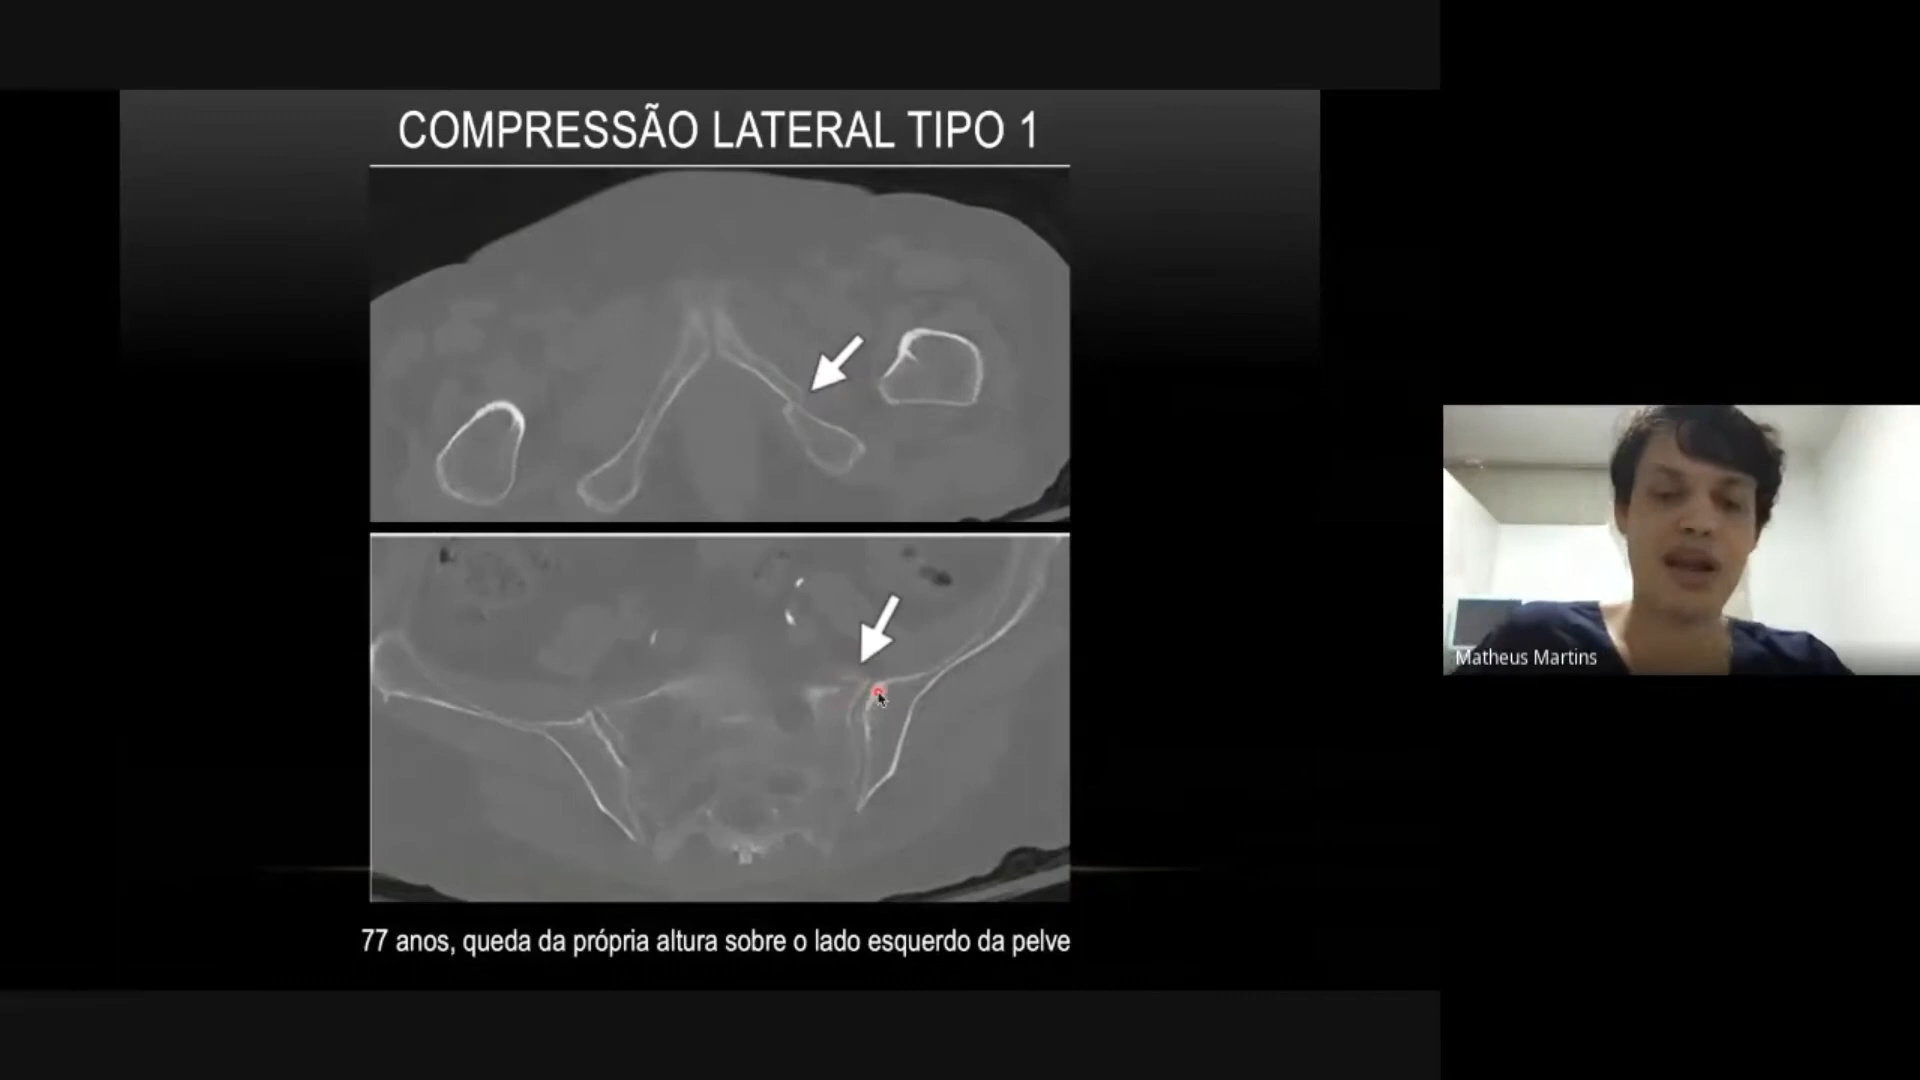 COMPRESSÃO LATERAL TIPO 1
77 anos, queda da própria altura sobre o lado esquerdo da pelve
Matheus Martins